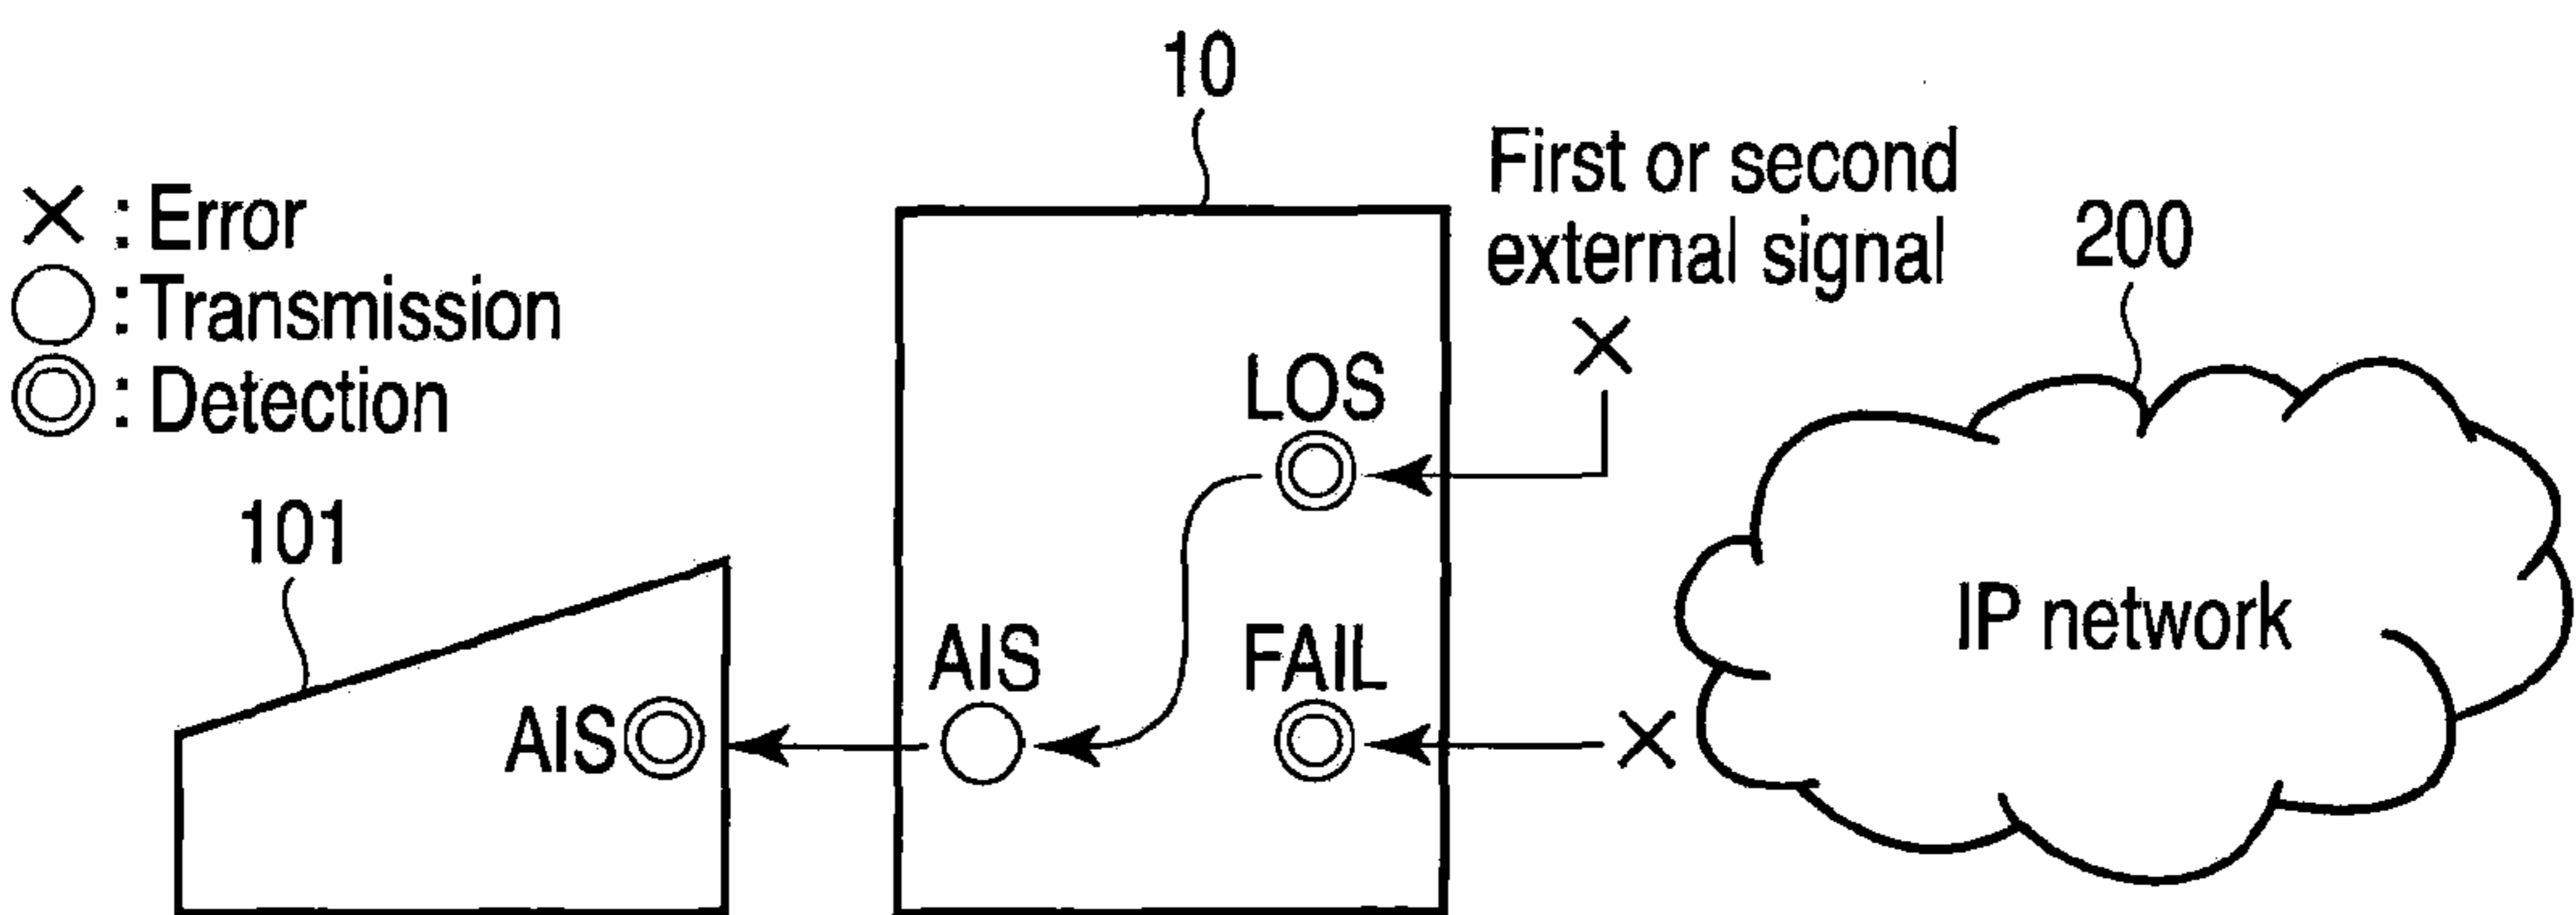 10
First or second
external signal
200
× : Error
○ : Transmission
◎ : Detection
LOS
101
IP network
AIS
FAIL
AIS